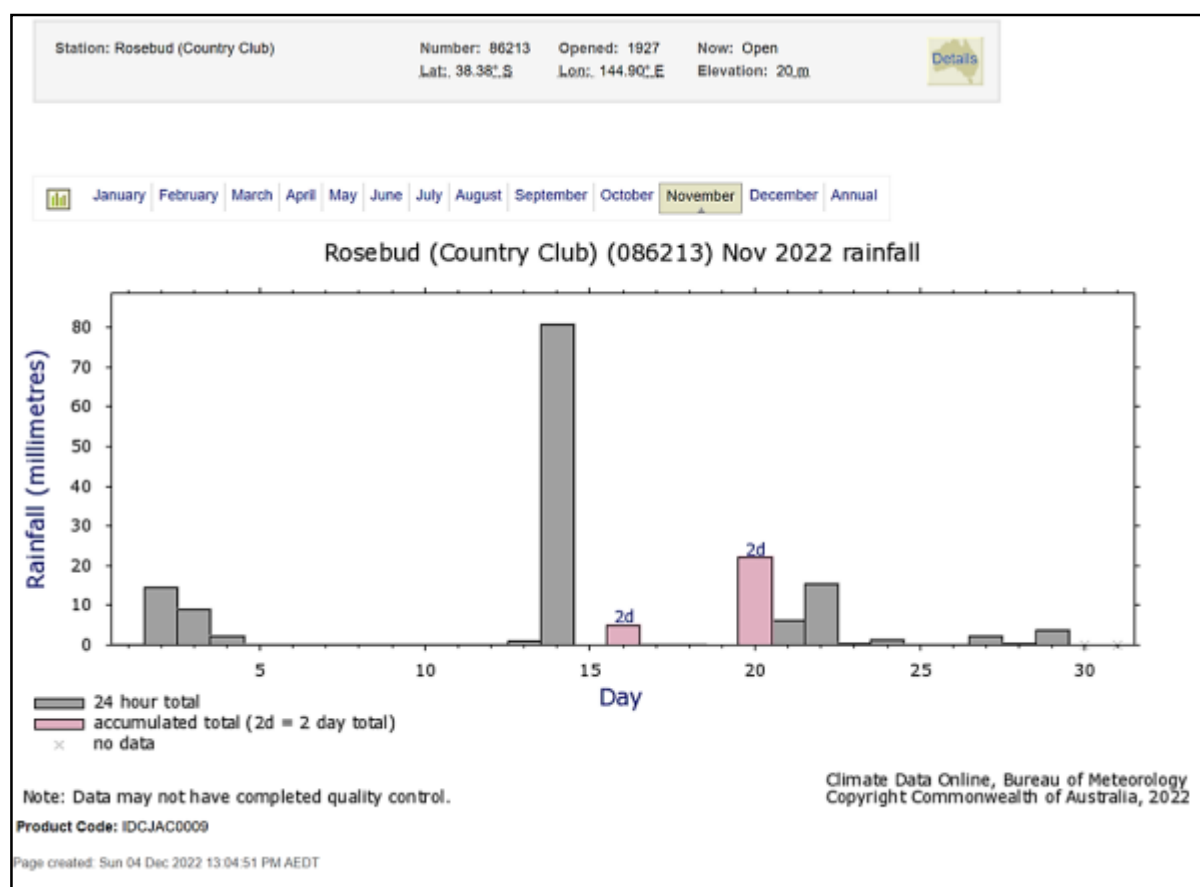 Station: Rosebud (Country Club) Number: 86213 Opened: 1927 Now: Open
Lat: 38.38° S Lon: 144.90° E Elevation: 20 m
Details
January February March April May June July August September October November December Annual
Rosebud (Country Club) (086213) Nov 2022 rainfall
Rainfall (millimetres)
80
70
60
50
40
30
20
10
0
2d
2d
5 10 15 20 25 30
Day
24 hour total
accumulated total (2d = 2 day total)
no data
Note: Data may not have completed quality control.
Climate Data Online, Bureau of Meteorology
Copyright Commonwealth of Australia, 2022
Product Code: IDCJAC0009
Page created: Sun 04 Dec 2022 13:04:51 PM AEDT